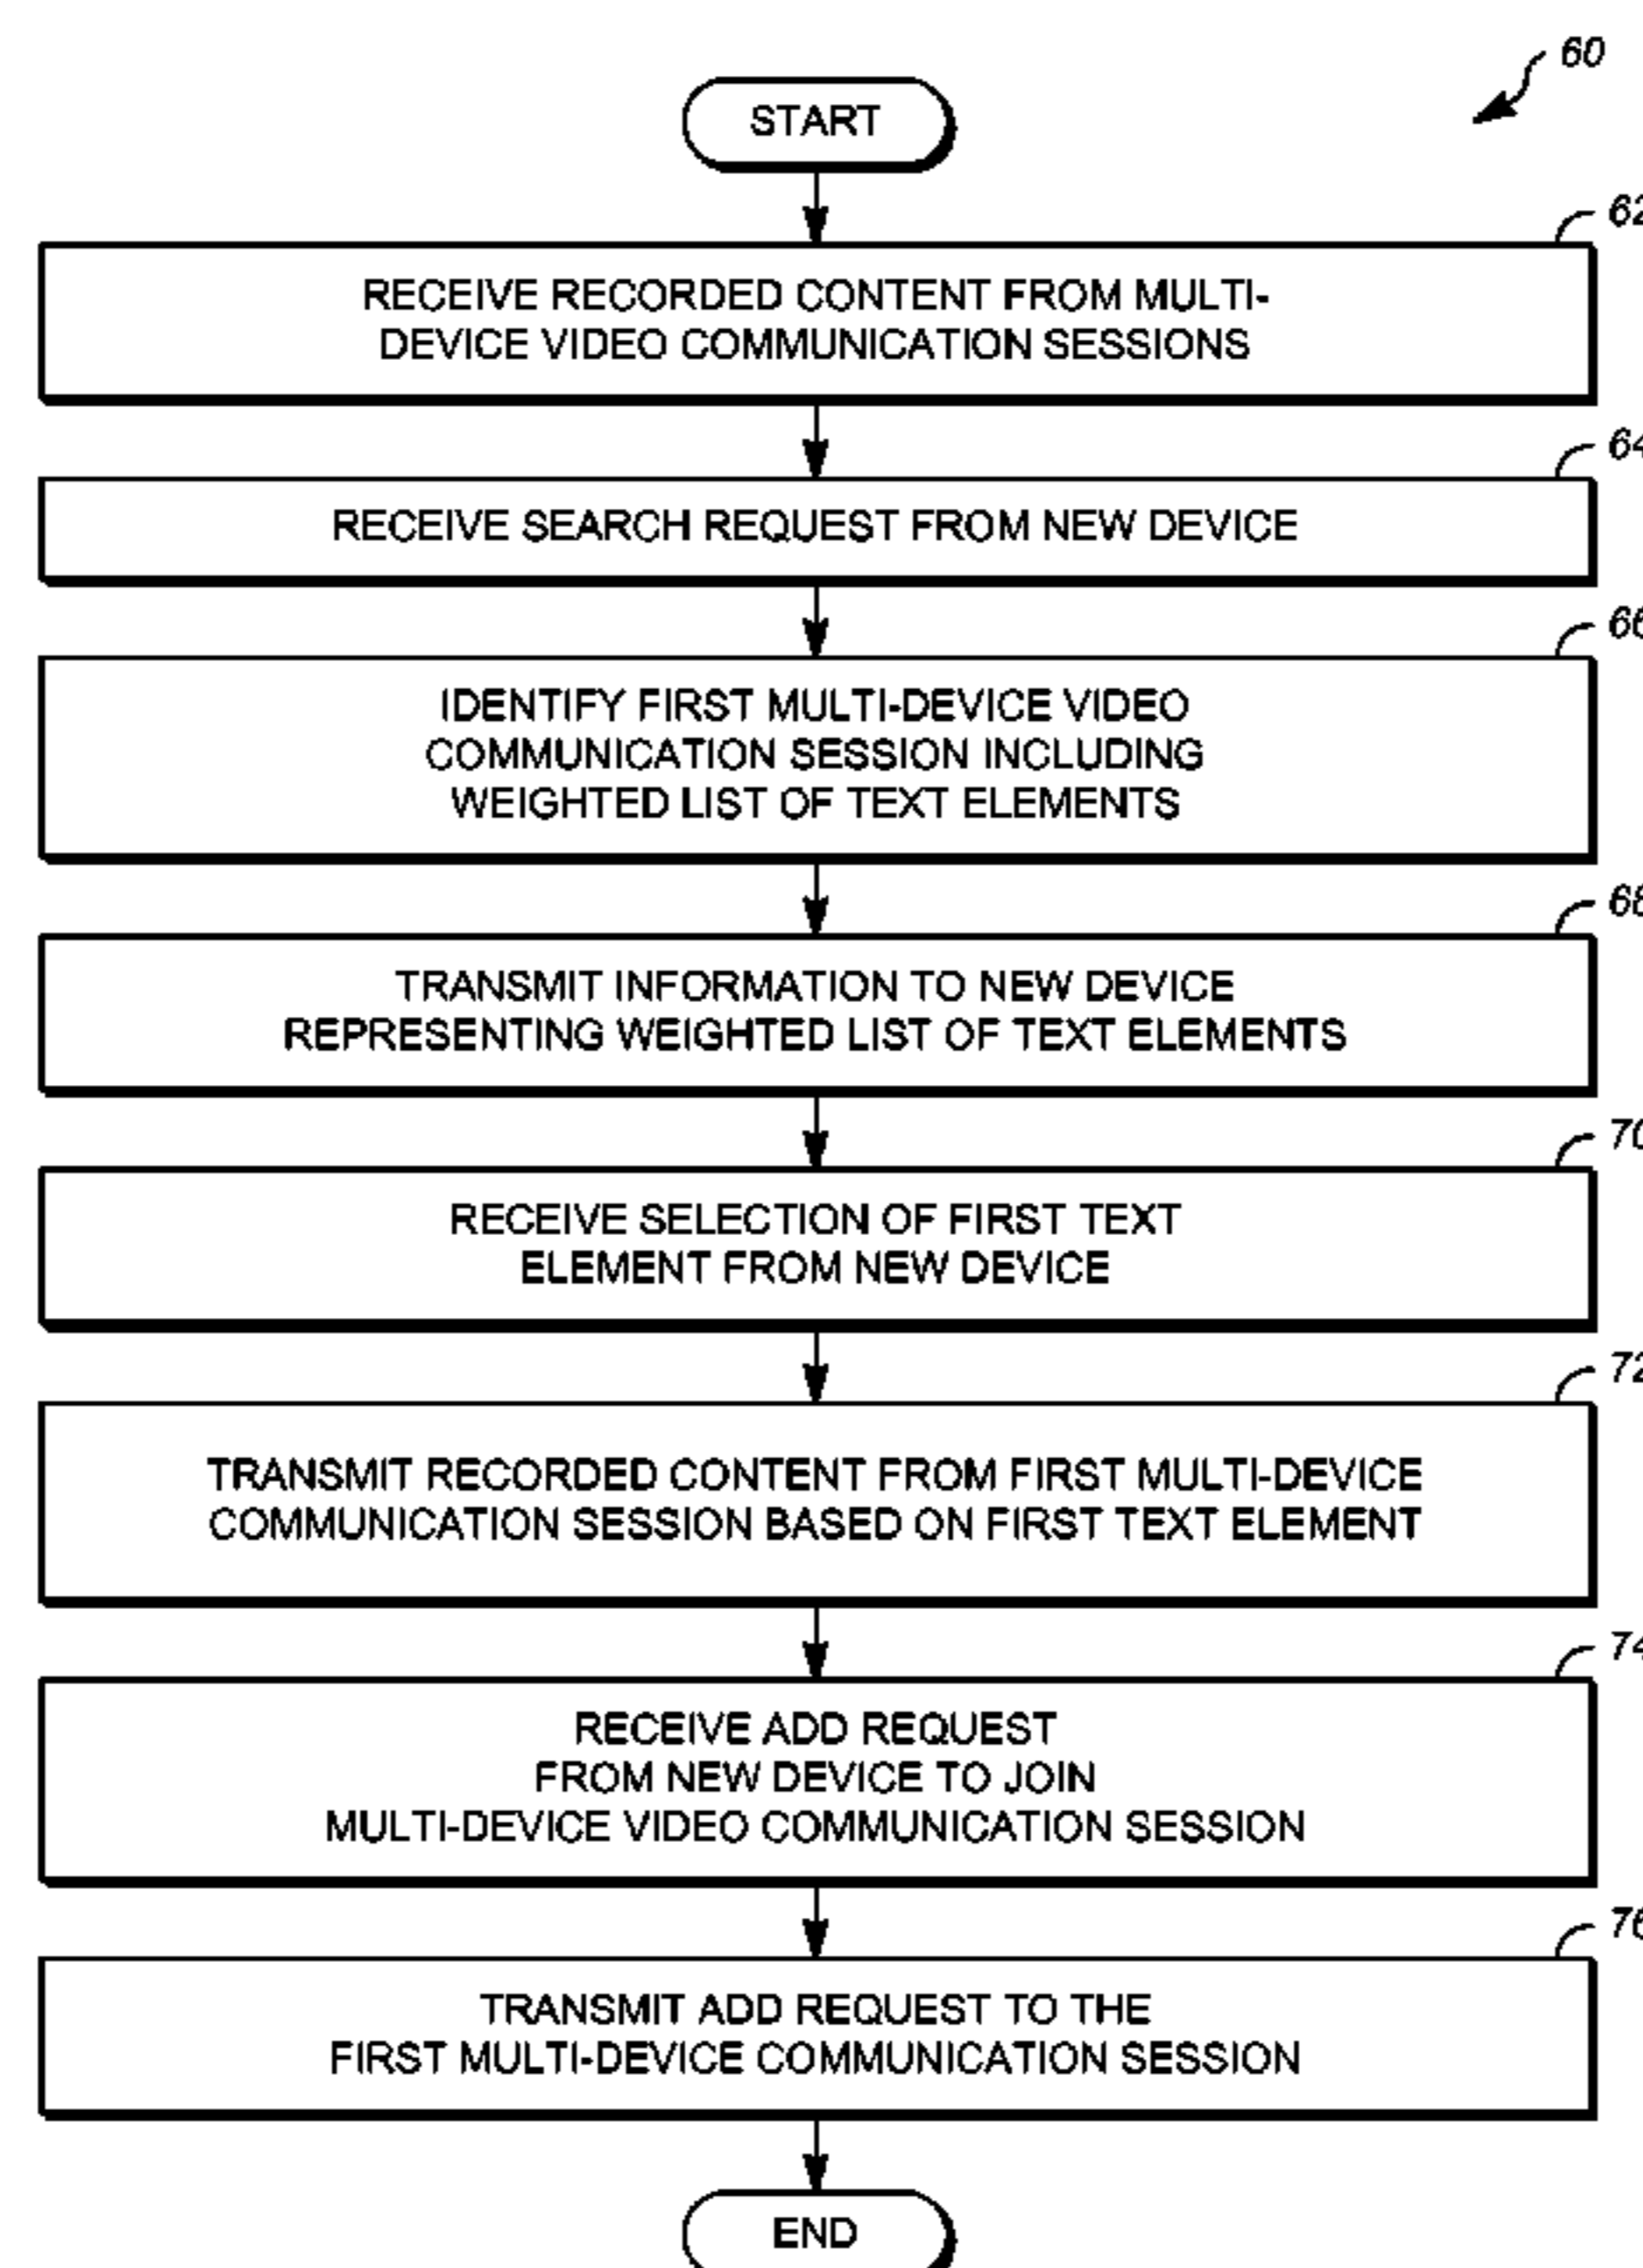 60
START
62
RECEIVE RECORDED CONTENT FROM MULTI-
DEVICE VIDEO COMMUNICATION SESSIONS
64
RECEIVE SEARCH REQUEST FROM NEW DEVICE
66
IDENTIFY FIRST MULTI-DEVICE VIDEO
COMMUNICATION SESSION INCLUDING
WEIGHTED LIST OF TEXT ELEMENTS
68
TRANSMIT INFORMATION TO NEW DEVICE
REPRESENTING WEIGHTED LIST OF TEXT ELEMENTS
70
RECEIVE SELECTION OF FIRST TEXT
ELEMENT FROM NEW DEVICE
72
TRANSMIT RECORDED CONTENT FROM FIRST MULTI-DEVICE
COMMUNICATION SESSION BASED ON FIRST TEXT ELEMENT
74
RECEIVE ADD REQUEST
FROM NEW DEVICE TO JOIN
MULTI-DEVICE VIDEO COMMUNICATION SESSION
76
TRANSMIT ADD REQUEST TO THE
FIRST MULTI-DEVICE COMMUNICATION SESSION
END